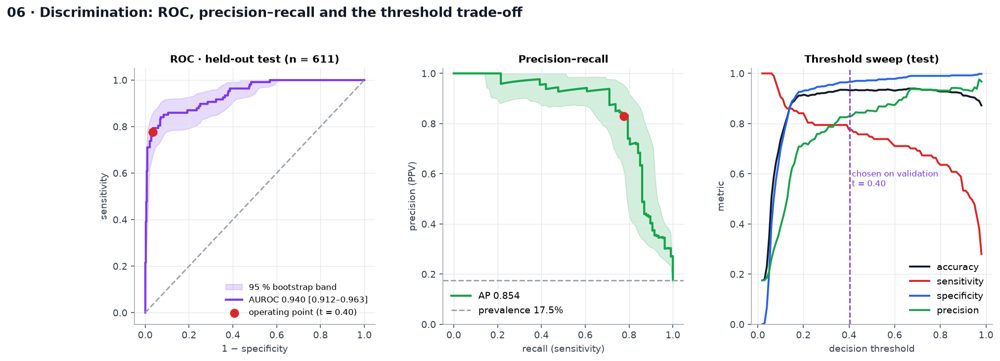 06 · Discrimination: ROC, precision–recall and the threshold trade-off
ROC · held-out test (n = 611)
sensitivity
1.0
0.8
0.6
0.4
0.2
0.0
95 % bootstrap band
AUROC 0.940 [0.912–0.963]
operating point (t = 0.40)
0.0 0.2 0.4 0.6 0.8 1.0
1 − specificity
Precision–recall
precision (PPV)
1.0
0.8
0.6
0.4
0.2
0.0
AP 0.854
prevalence 17.5%
0.0 0.2 0.4 0.6 0.8 1.0
recall (sensitivity)
Threshold sweep (test)
metric
1.0
0.8
0.6
0.4
0.2
0.0
chosen on validation
t = 0.40
accuracy
sensitivity
specificity
precision
0.0 0.2 0.4 0.6 0.8 1.0
decision threshold